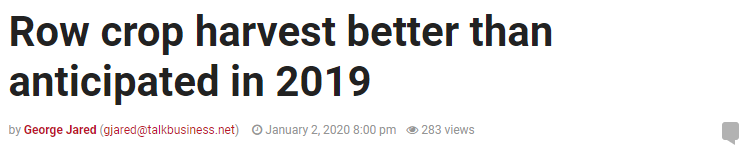 Row crop harvest better than
anticipated in 2019
by George Jared (gjared@talkbusiness.net) January 2, 2020 8:00 pm 283 views